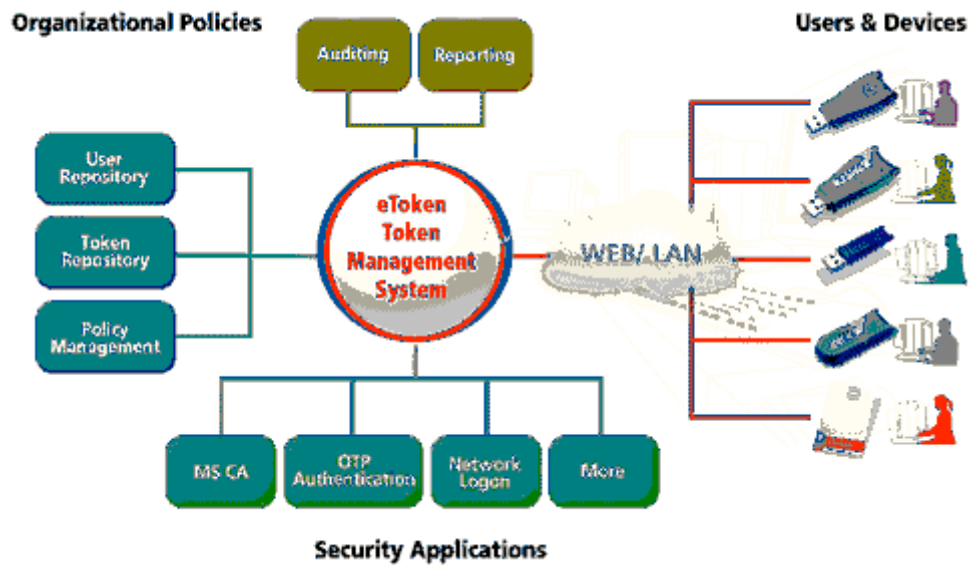 Organizational Policies
Users & Devices
Auditing
Reporting
User
Repository
Token
Repository
Policy
Management
eToken
Token
Management
System
WEB/ LAN
MS CA
OTP
Authentication
Network
Logon
More
Security Applications